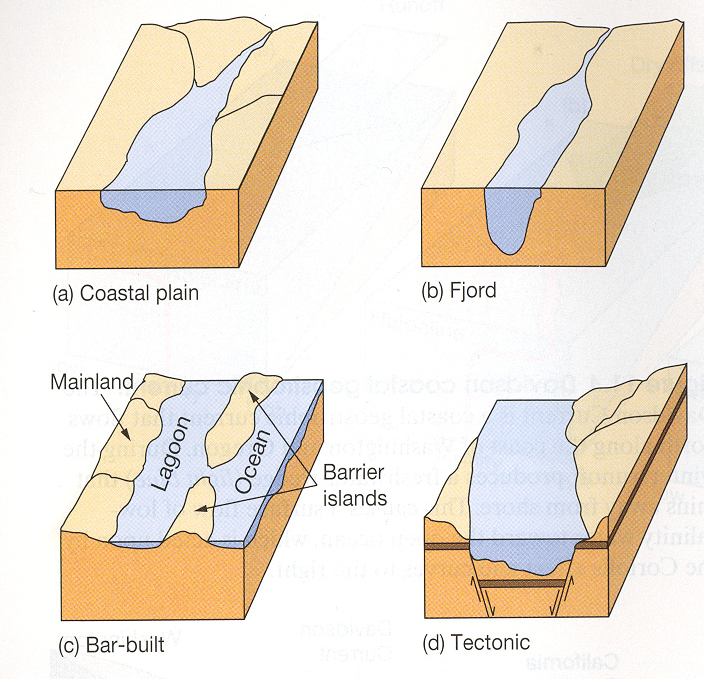 (a) Coastal plain
(b) Fjord
Mainland
Lagoon
Ocean
Barrier
islands
(c) Bar-built
(d) Tectonic